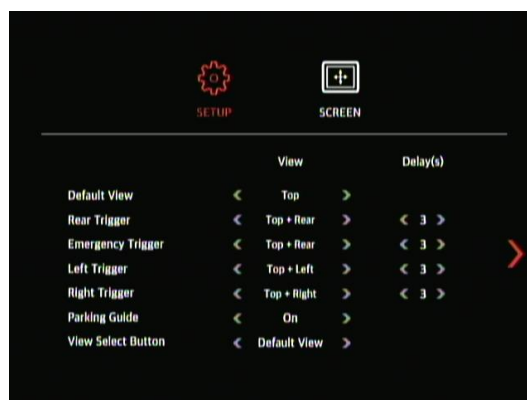 SETUP SCREEN
View Delay(s)
Default View Top
Rear Trigger Top + Rear 3
Emergency Trigger Top + Rear 3
Left Trigger Top + Left 3
Right Trigger Top + Right 3
Parking Guide On
View Select Button Default View